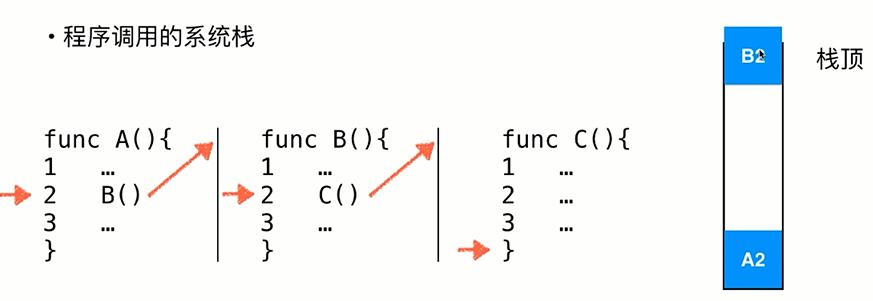 • 程序调用的系统栈
func A(){
1 …
2 B()
3 …
}
func B(){
1 …
2 C()
3 …
}
func C(){
1 …
2 …
3 …
}
B2
栈顶
A2